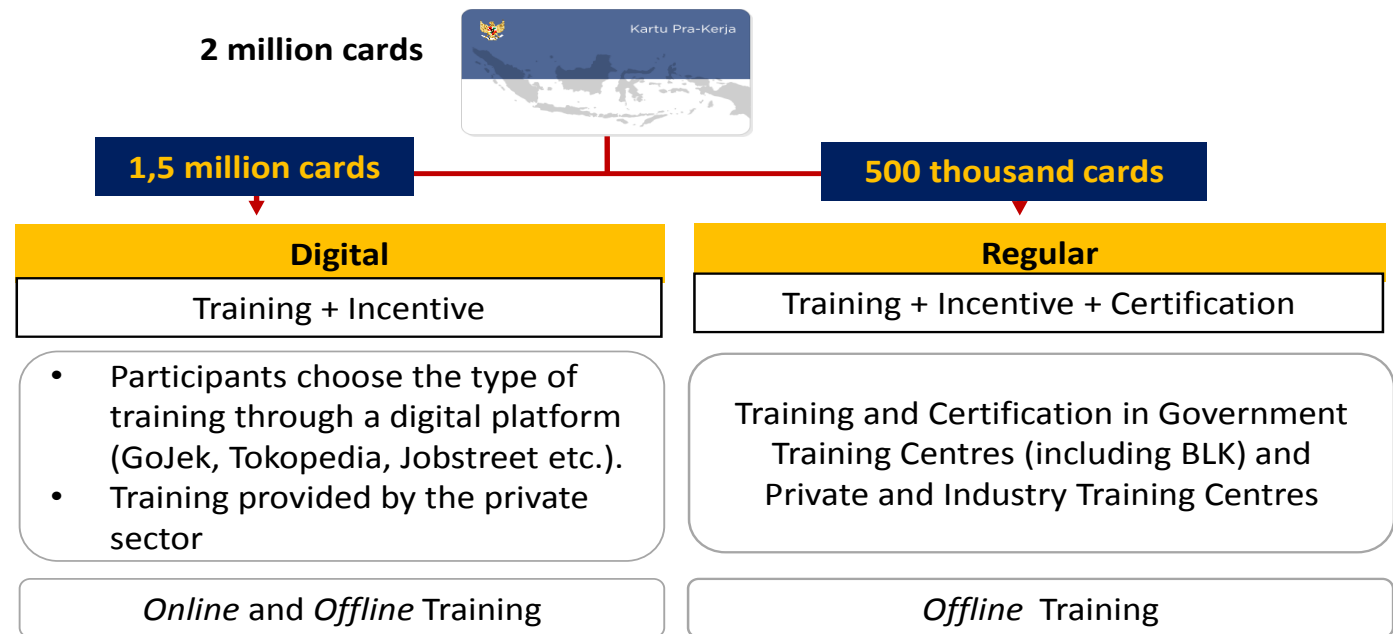 2 million cards
Kartu Pra-Kerja
1,5 million cards
500 thousand cards
Digital
Training + Incentive
• Participants choose the type of
training through a digital platform
(GoJek, Tokopedia, Jobstreet etc.).
• Training provided by the private
sector
Online and Offline Training
Regular
Training + Incentive + Certification
Training and Certification in Government
Training Centres (including BLK) and
Private and Industry Training Centres
Offline Training